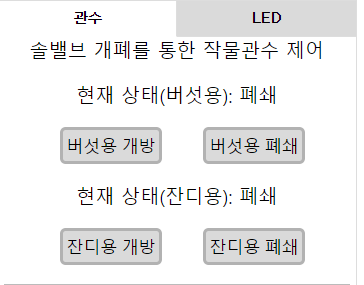 관수 LED
솔밸브 개폐를 통한 작물관수 제어
현재 상태(버섯용): 폐쇄
버섯용 개방 버섯용 폐쇄
현재 상태(잔디용): 폐쇄
잔디용 개방 잔디용 폐쇄